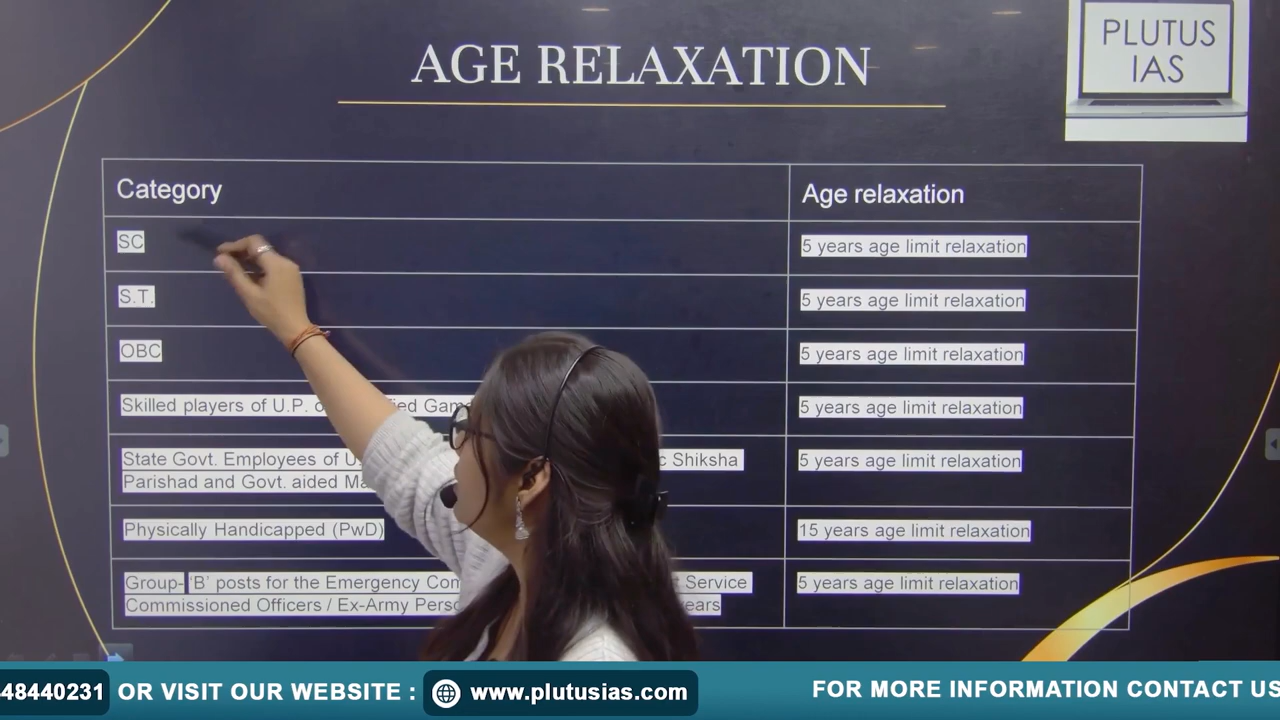 AGE RELAXATION
PLUTUS
IAS
Category
Age relaxation
SC
5 years age limit relaxation
S.T.
5 years age limit relaxation
OBC
5 years age limit relaxation
Skilled players of U.P.
5 years age limit relaxation
State Govt. Employees of Shiksha
Parishad and Govt. aided
5 years age limit relaxation
Physically Handicapped (PwD)
15 years age limit relaxation
Group- 'B' posts for the Emergency Service
Commissioned Officers / Ex-Army
5 years age limit relaxation
48440231 OR VISIT OUR WEBSITE : www.plutusias.com FOR MORE INFORMATION CONTACT US